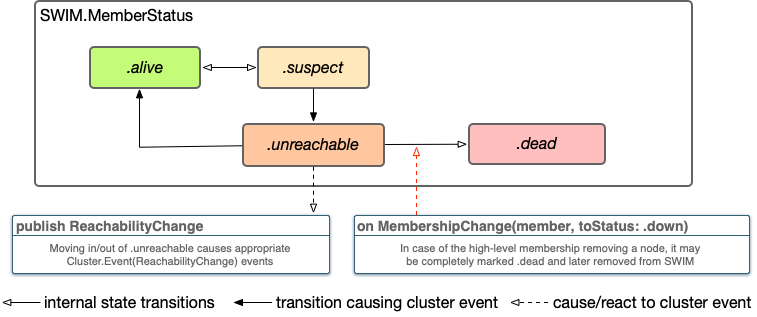 SWIM.MemberStatus
.alive
.suspect
.unreachable
.dead
publish ReachabilityChange
Moving in/out of .unreachable causes appropriate
Cluster.Event(ReachabilityChange) events
on MembershipChange(member, toStatus: .down)
In case of the high-level membership removing a node, it may
be completely marked .dead and later removed from SWIM
internal state transitions
transition causing cluster event
cause/react to cluster event